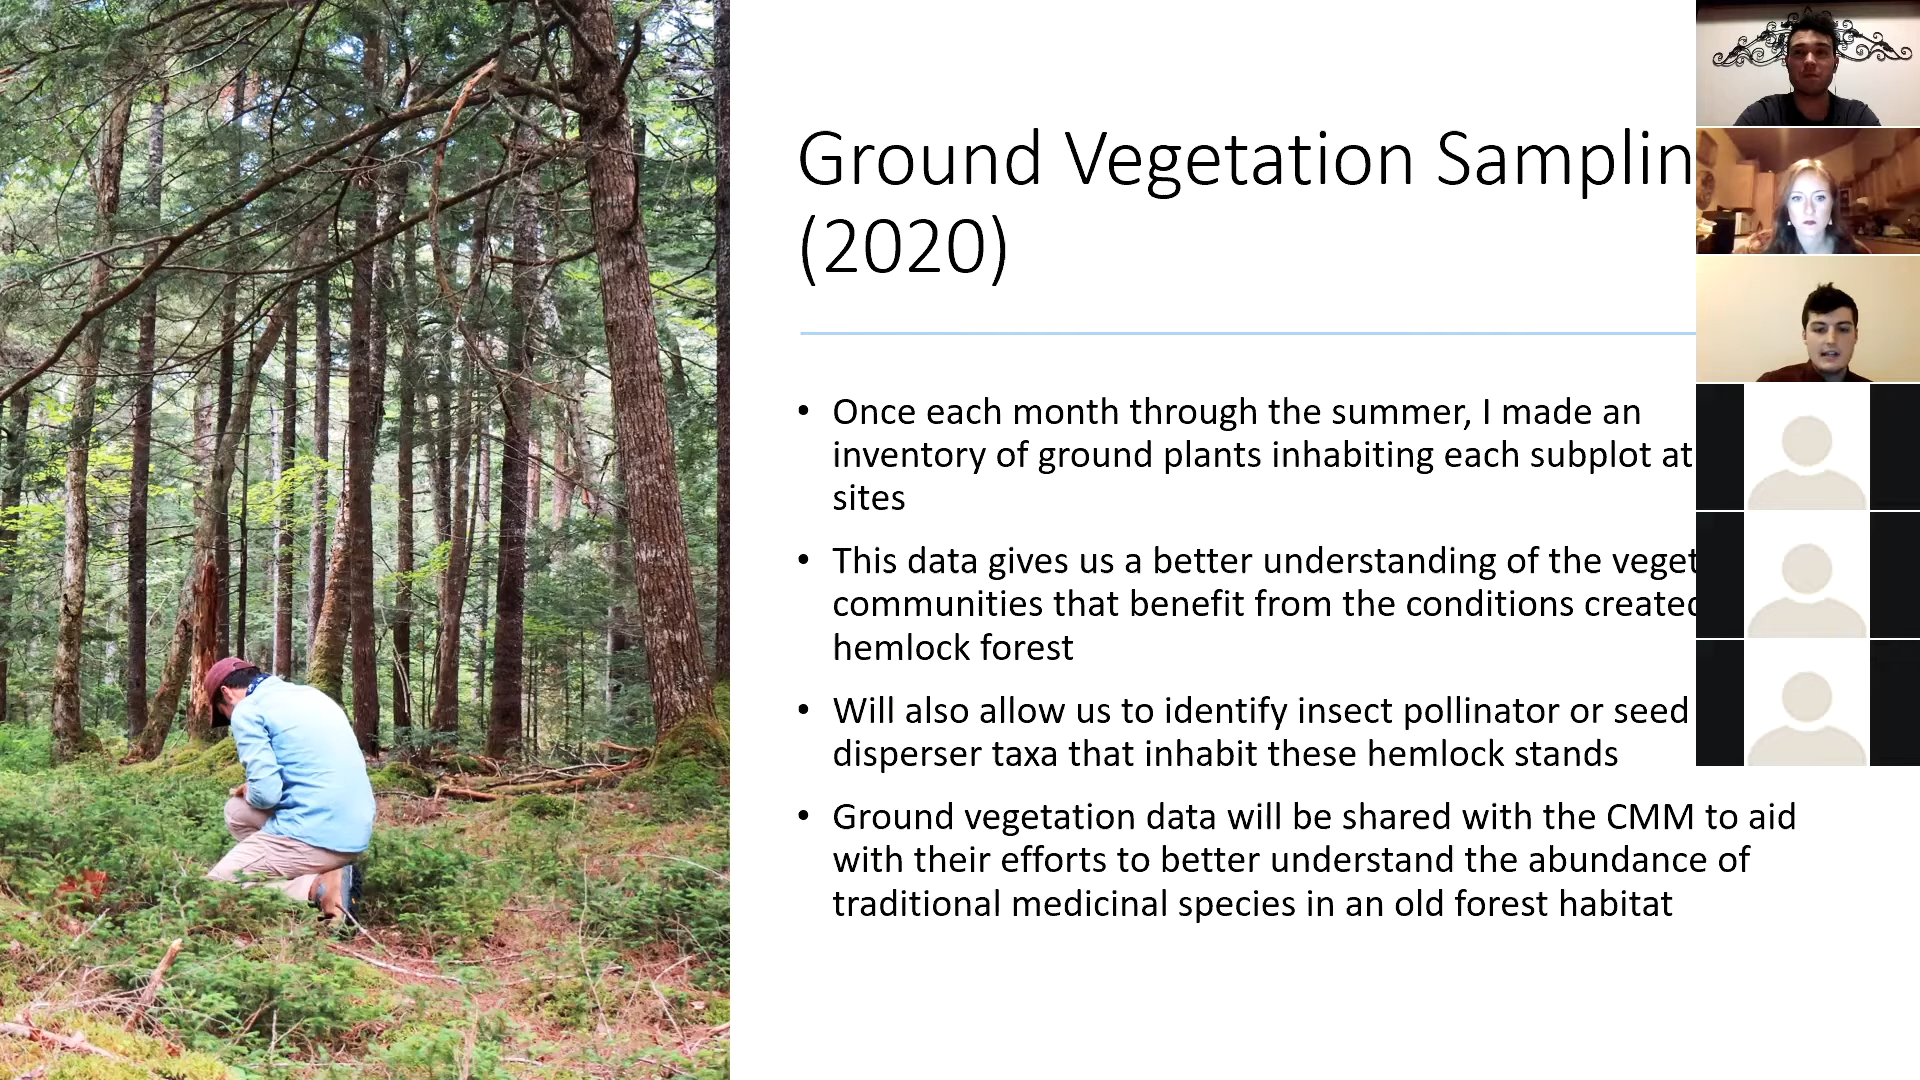 Ground Vegetation Samplin
(2020)
• Once each month through the summer, I made an
inventory of ground plants inhabiting each subplot at
sites
• This data gives us a better understanding of the veget
communities that benefit from the conditions created
hemlock forest
• Will also allow us to identify insect pollinator or seed
disperser taxa that inhabit these hemlock stands
• Ground vegetation data will be shared with the CMM to aid
with their efforts to better understand the abundance of
traditional medicinal species in an old forest habitat